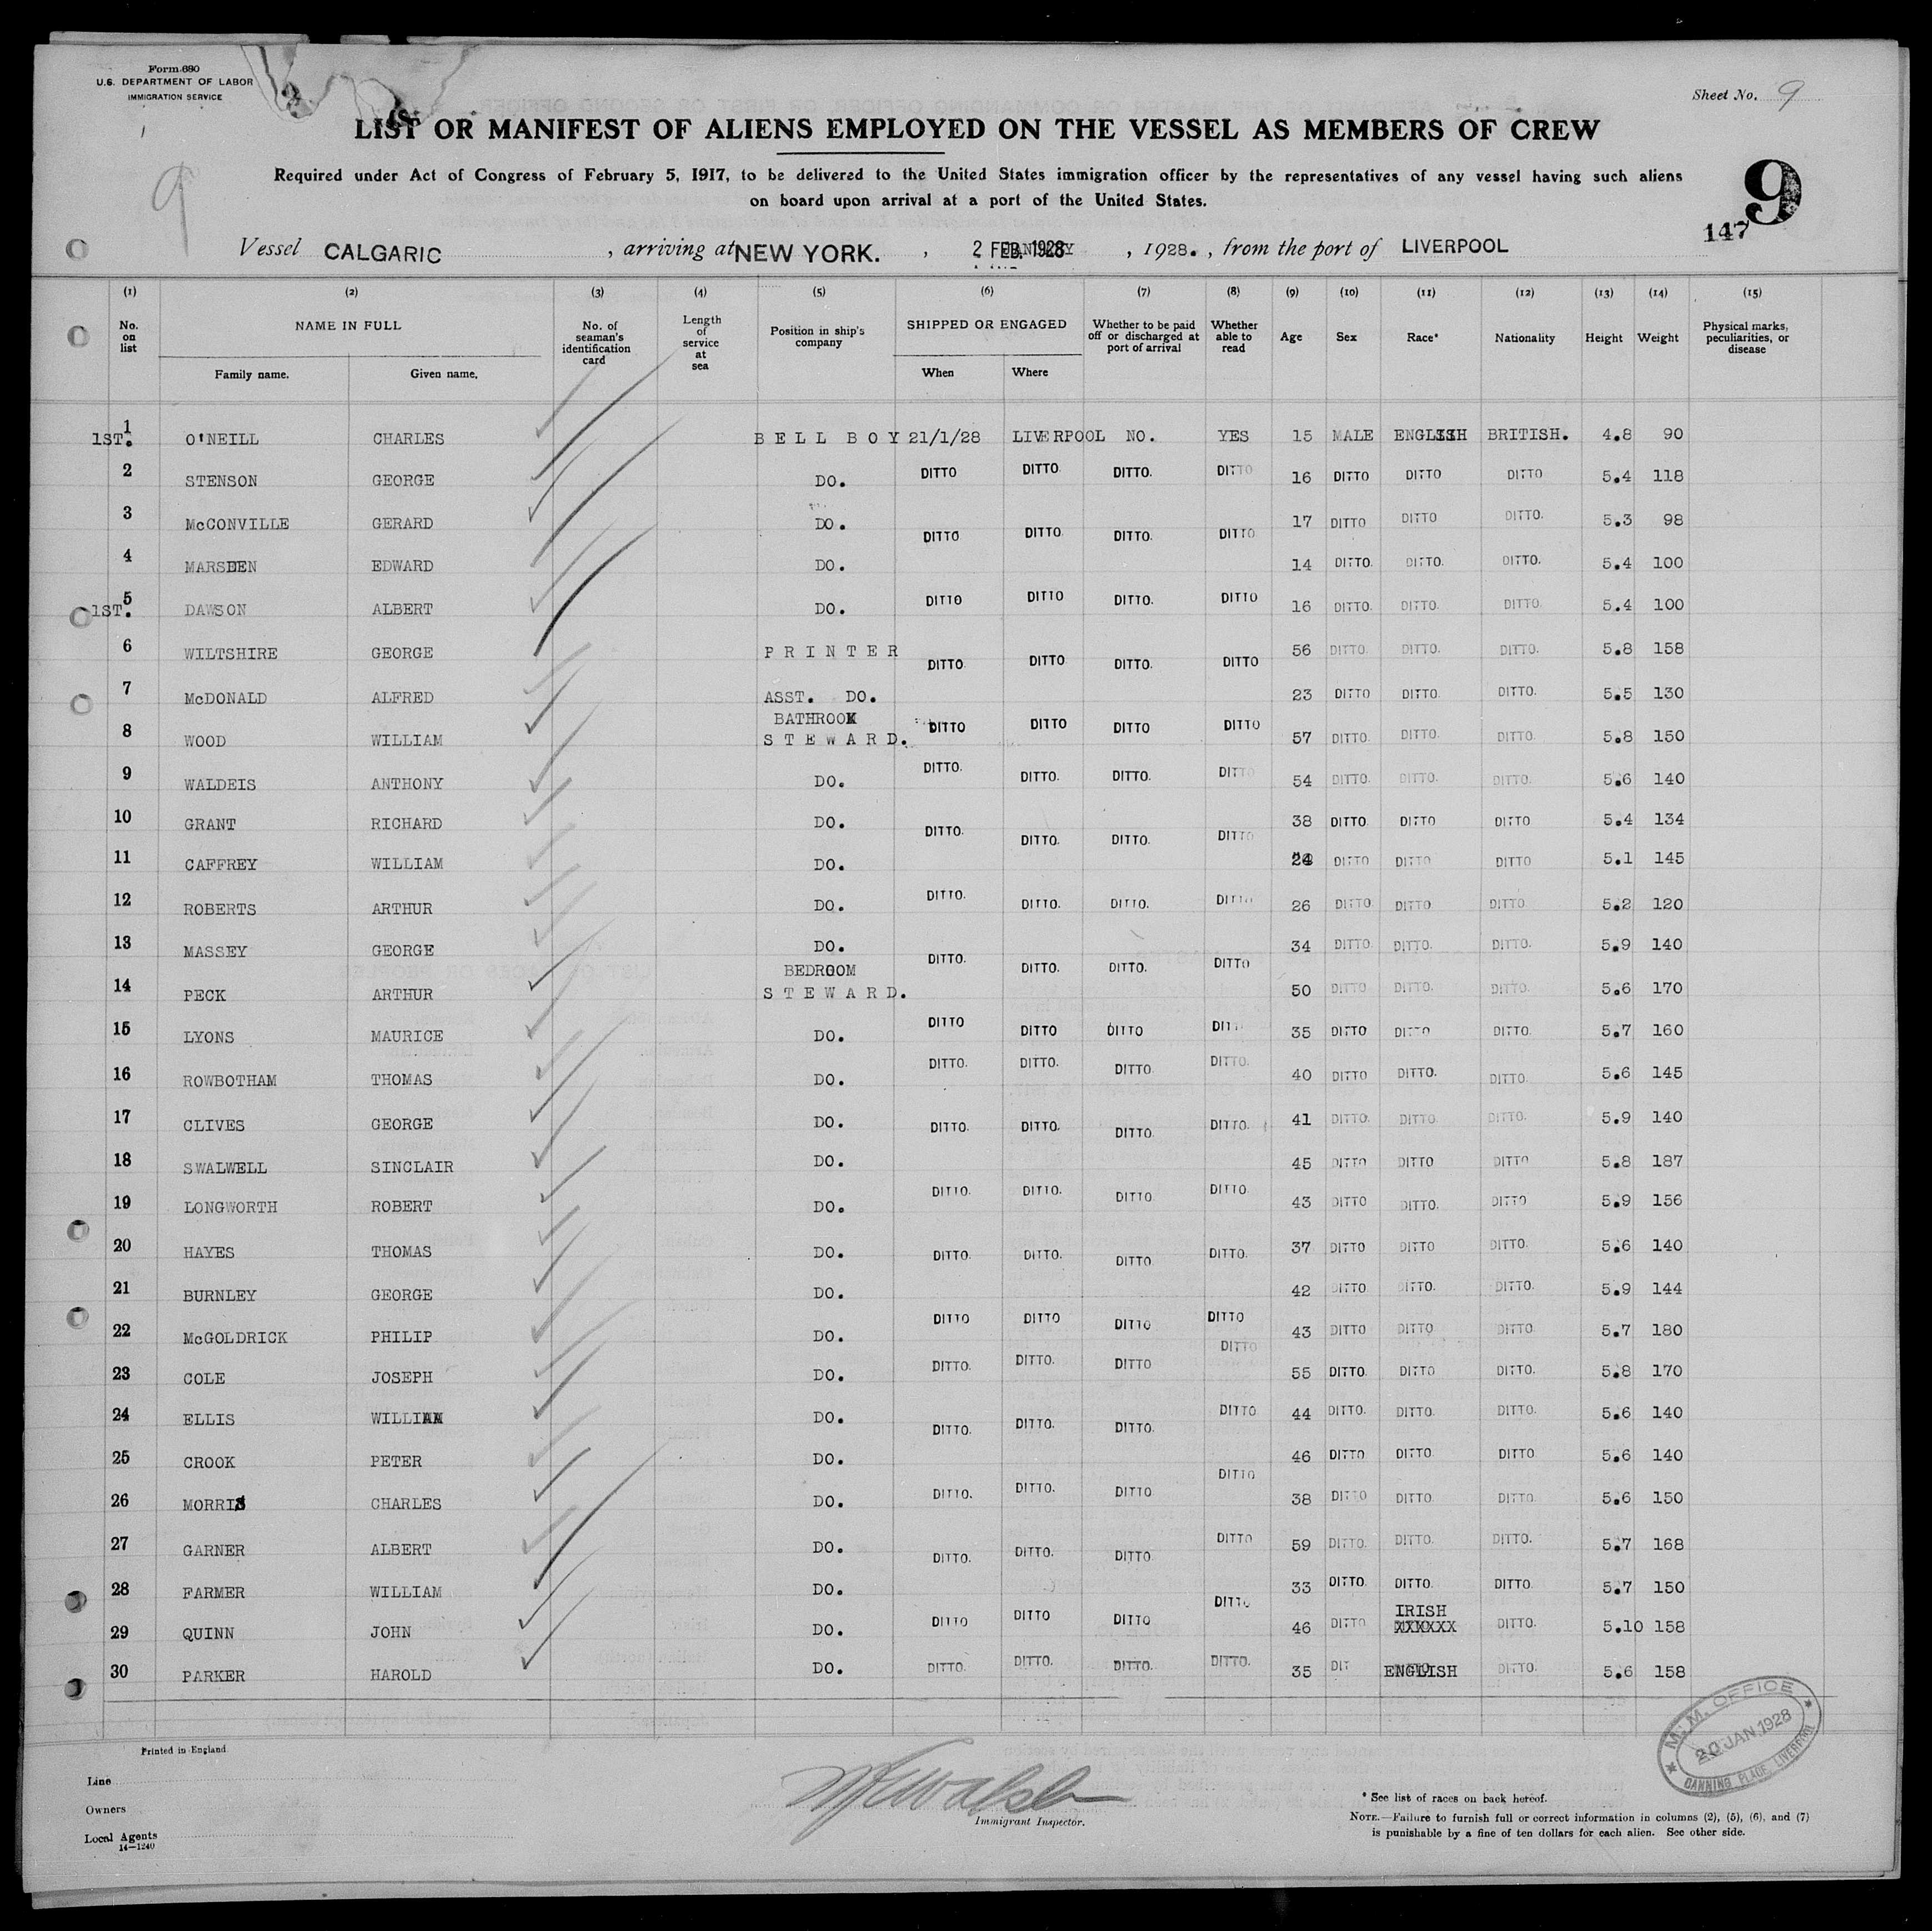 Form 680
U.S. DEPARTMENT OF LABOR
IMMIGRATION SERVICE
Sheet No. 9
LIST OR MANIFEST OF ALIENS EMPLOYED ON THE VESSEL AS MEMBERS OF CREW
Required under Act of Congress of February 5, 1917, to be delivered to the United States immigration officer by the representatives of any vessel having such aliens
on board upon arrival at a port of the United States.
9
9
147
Vessel CALGARIC, arriving at NEW YORK., 2 FEB. 1928, 1928., from the port of LIVERPOOL
(1) (2) (3) (4) (5) (6) (7) (8) (9) (10) (11) (12) (13) (14) (15)
No. on list NAME IN FULL No. of seaman's identification card Length of service at sea Position in ship's company SHIPPED OR ENGAGED Whether to be paid off or discharged at port of arrival Whether able to read Age Sex Race* Nationality Height Weight Physical marks, peculiarities, or disease
Family name. Given name. When Where
1 1ST. O'NEILL CHARLES BELL BOY 21/1/28 LIVERPOOL NO. YES 15 MALE ENGLISH BRITISH. 4.8 90
2 STENSON GEORGE DO. DITTO DITTO DITTO. DITTO 16 DITTO DITTO DITTO 5.4 118
3 McCONVILLE GERARD DO. DITTO DITTO DITTO. DITTO 17 DITTO DITTO DITTO. 5.3 98
4 MARSDEN EDWARD DO. 14 DITTO. DITTO. DITTO. 5.4 100
5 1ST. DAWSON ALBERT DO. DITTO DITTO DITTO. DITTO 16 DITTO. DITTO. DITTO 5.4 100
6 WILTSHIRE GEORGE PRINTER DITTO DITTO DITTO. DITTO 56 DITTO. DITTO. DITTO. 5.8 158
7 McDONALD ALFRED ASST. DO. 23 DITTO DITTO. DITTO. 5.5 130
8 WOOD WILLIAM BATHROOM STEWARD. DITTO DITTO DITTO DITTO 57 DITTO. DITTO. DITTO. 5.8 150
9 WALDEIS ANTHONY DO. DITTO. DITTO. DITTO. DITTO 54 DITTO. DITTO. DITTO. 5.6 140
10 GRANT RICHARD DO. DITTO. DITTO. DITTO. DITTO 38 DITTO. DITTO DITTO 5.4 134
11 CAFFREY WILLIAM DO. DITTO DITTO DITTO 5.1 145
12 ROBERTS ARTHUR DO. DITTO. DITTO. DITTO. DITTO 26 DITTO DITTO DITTO 5.2 120
13 MASSEY GEORGE DO. DITTO. DITTO. DITTO. DITTO 34 DITTO DITTO. DITTO. 5.9 140
14 PECK ARTHUR BEDROOM STEWARD. 50 DITTO DITTO. DITTO. 5.6 170
15 LYONS MAURICE DO. DITTO DITTO DITTO DITTO 35 DITTO DITTO DITTO. 5.7 160
16 ROWBOTHAM THOMAS DO. DITTO. DITTO. DITTO DITTO. 40 DITTO DITTO. DITTO. 5.6 145
17 CLIVES GEORGE DO. DITTO. DITTO. DITTO DITTO. 41 DITTO. DITTO. DITTO. 5.9 140
18 SWALWELL SINCLAIR DO. 45 DITTO DITTO DITTO 5.8 187
19 LONGWORTH ROBERT DO. DITTO. DITTO. DITTO DITTO 43 DITTO DITTO. DITTO 5.9 156
20 HAYES THOMAS DO. DITTO. DITTO. DITTO DITTO. 37 DITTO DITTO DITTO. 5.6 140
21 BURNLEY GEORGE DO. 42 DITTO DITTO. DITTO. 5.9 144
22 McGOLDRICK PHILIP DO. DITTO DITTO DITTO DITTO 43 DITTO DITTO DITTO 5.7 180
23 COLE JOSEPH DO. DITTO. DITTO. DITTO DITTO 55 DITTO. DITTO DITTO. 5.8 170
24 ELLIS WILLIAM DO. DITTO. DITTO. DITTO. DITTO 44 DITTO. DITTO. DITTO. 5.6 140
25 CROOK PETER DO. 46 DITTO DITTO. DITTO 5.6 140
26 MORRIS CHARLES DO. DITTO. DITTO. DITTO DITTO 38 DITTO DITTO. DITTO. 5.6 150
27 GARNER ALBERT DO. DITTO. DITTO. DITTO DITTO 59 DITTO. DITTO. DITTO. 5.7 168
28 FARMER WILLIAM DO. 33 DITTO. DITTO. DITTO. 5.7 150
29 QUINN JOHN DO. DITTO DITTO DITTO DITTO 46 DITTO IRISH XXXXXX DITTO. 5.10 158
30 PARKER HAROLD DO. DITTO. DITTO. DITTO. DITTO. 35 DIT ENGLISH DITTO. 5.6 158
M.M. OFFICE
20 JAN 1928
CANNING PLACE, LIVERPOOL
Printed in England
Line
Owners
Local Agents
14-1240
Immigrant Inspector.
* See list of races on back hereof.
NOTE.—Failure to furnish full or correct information in columns (2), (5), (6), and (7)
is punishable by a fine of ten dollars for each alien. See other side.